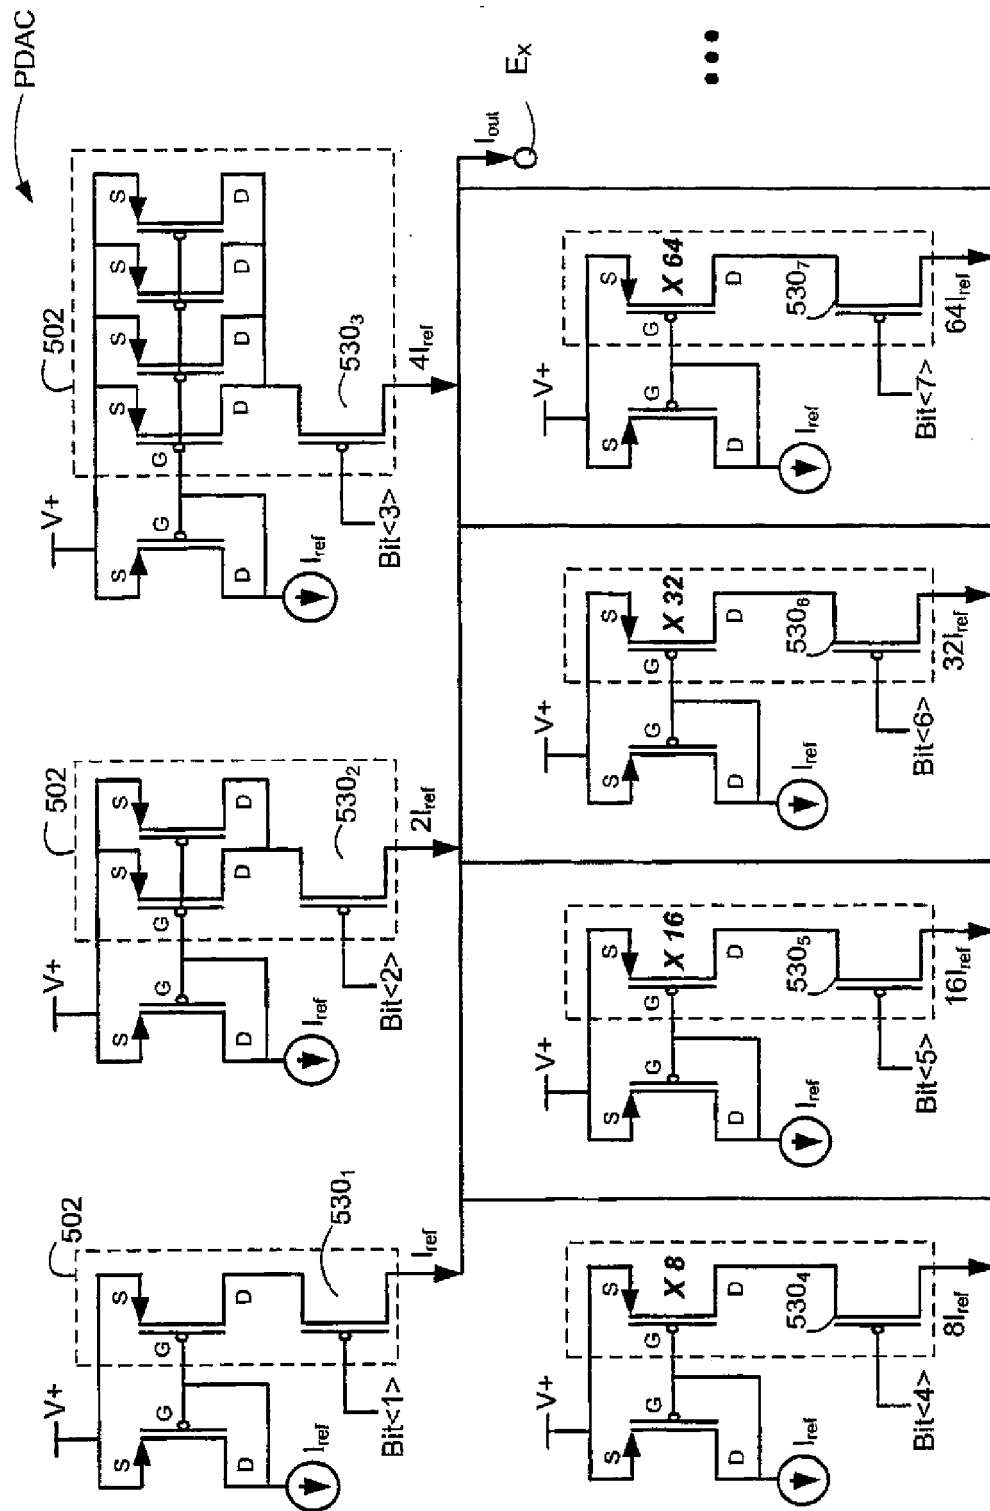 PDAC
502
502
502
V+
S
S
G
G
D
D
530₁
Bit<1>
I_ref
I_ref
V+
S
S
S
G
G
D
D
D
530₂
Bit<2>
I_ref
2I_ref
V+
S
S
S
S
S
G
G
D
D
D
D
D
530₃
Bit<3>
I_ref
4I_ref
I_out
E_X
V+
S
S
G
G
X 8
D
D
530₄
Bit<4>
I_ref
8I_ref
V+
S
S
G
G
X 16
D
D
530₅
Bit<5>
I_ref
16I_ref
V+
S
S
G
G
X 32
D
D
530₆
Bit<6>
I_ref
32I_ref
V+
S
S
G
G
X 64
D
D
530₇
Bit<7>
I_ref
64I_ref